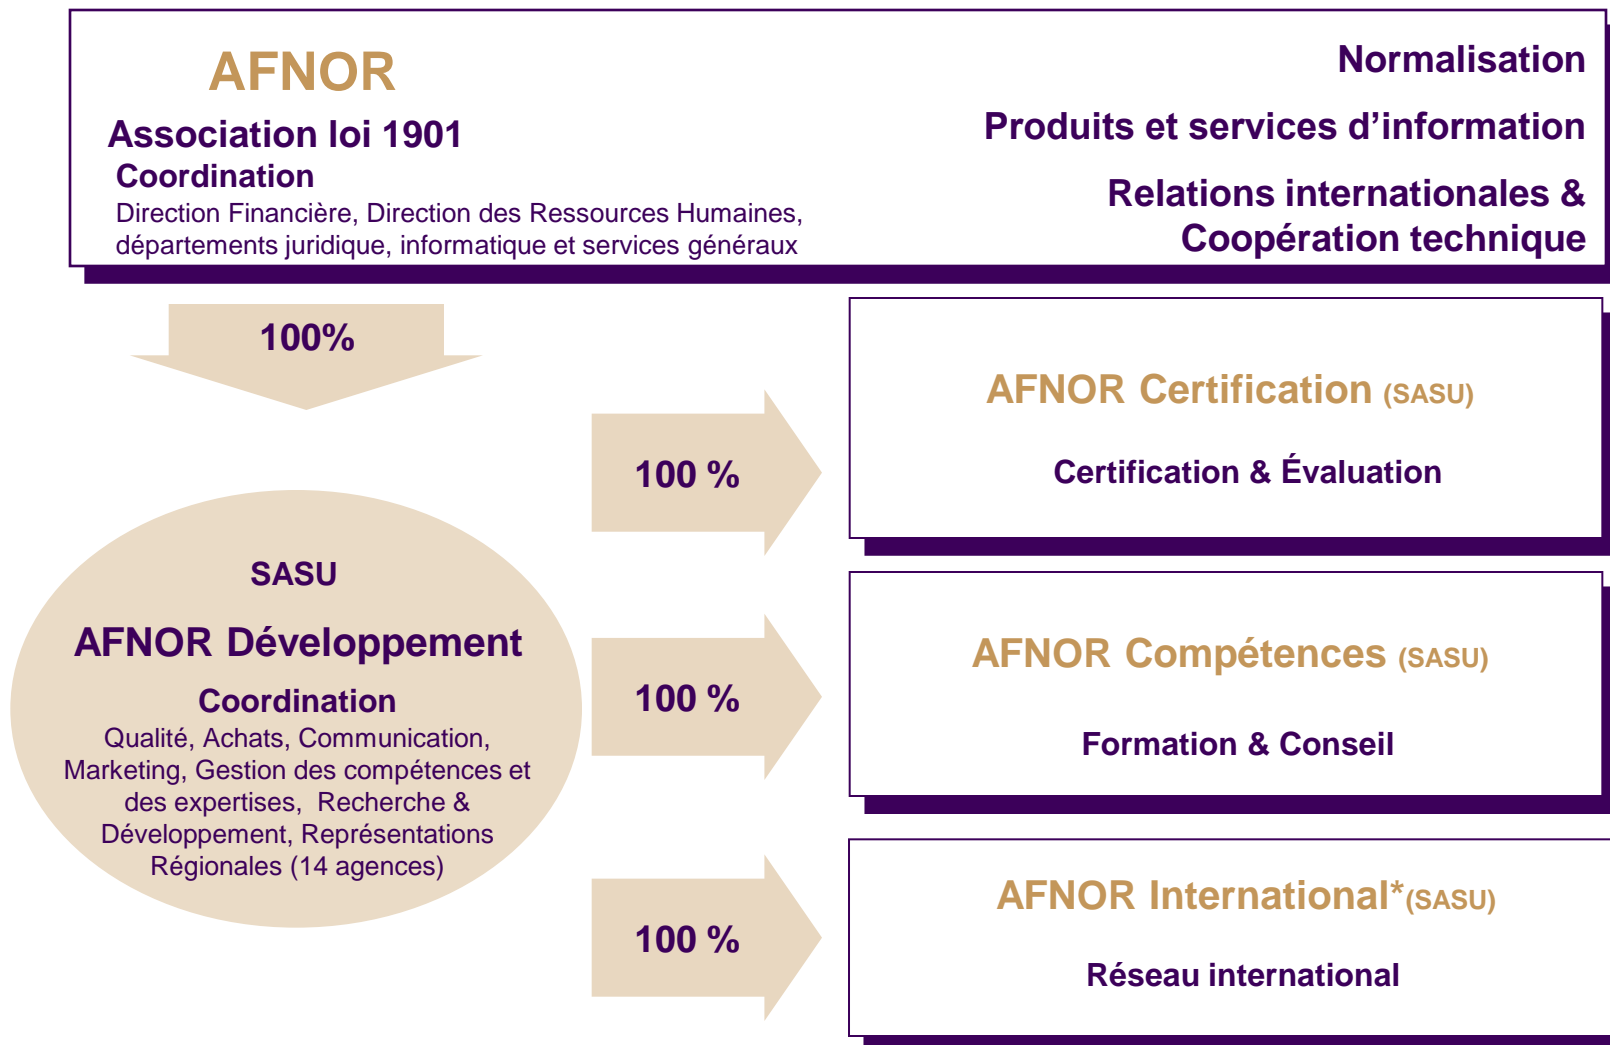 AFNOR
Association loi 1901
Coordination
Direction Financière, Direction des Ressources Humaines,
départements juridique, informatique et services généraux
Normalisation
Produits et services d’information
Relations internationales &
Coopération technique
100%
SASU
AFNOR Développement
Coordination
Qualité, Achats, Communication,
Marketing, Gestion des compétences et
des expertises, Recherche &
Développement, Représentations
Régionales (14 agences)
100 %
AFNOR Certification (SASU)
Certification & Évaluation
100 %
AFNOR Compétences (SASU)
Formation & Conseil
100 %
AFNOR International*(SASU)
Réseau international